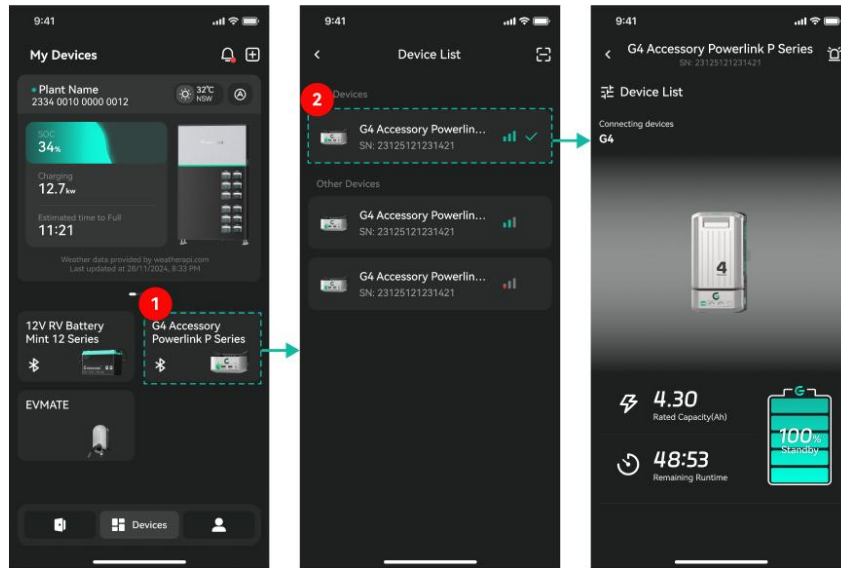 9:41
My Devices
Plant Name
2334 0010 0000 0012
32℃
NSW
SOC
34%
Charging
12.7kw
Estimated time to Full
11:21
Weather data provided by weatherapi.com
Last updated at 28/11/2024, 8:33 PM
1
12V RV Battery
Mint 12 Series
G4 Accessory
Powerlink P Series
EVMATE
Devices
9:41
Device List
2
Devices
G4 Accessory Powerlin...
SN: 23125121231421
Other Devices
G4 Accessory Powerlin...
SN: 23125121231421
G4 Accessory Powerlin...
SN: 23125121231421
9:41
G4 Accessory Powerlink P Series
SN: 23125121231421
Device List
Connecting devices
G4
4
G
G
4.30
Rated Capacity(Ah)
100%
Standby
48:53
Remaining Runtime